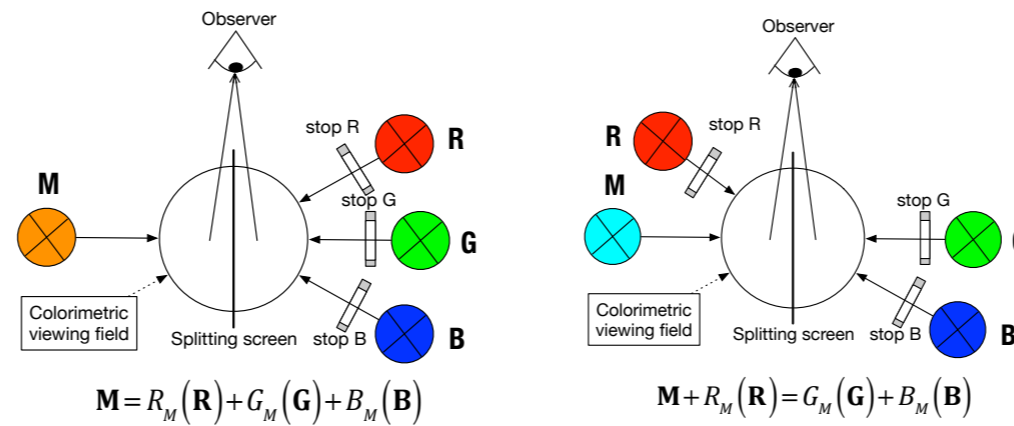 Observer
stop R
R
M
stop G
G
Colorimetric
viewing field
Splitting screen
stop B
B
M = R_M(R) + G_M(G) + B_M(B)
Observer
R
stop R
M
stop G
Colorimetric
viewing field
Splitting screen
stop B
B
M + R_M(R) = G_M(G) + B_M(B)